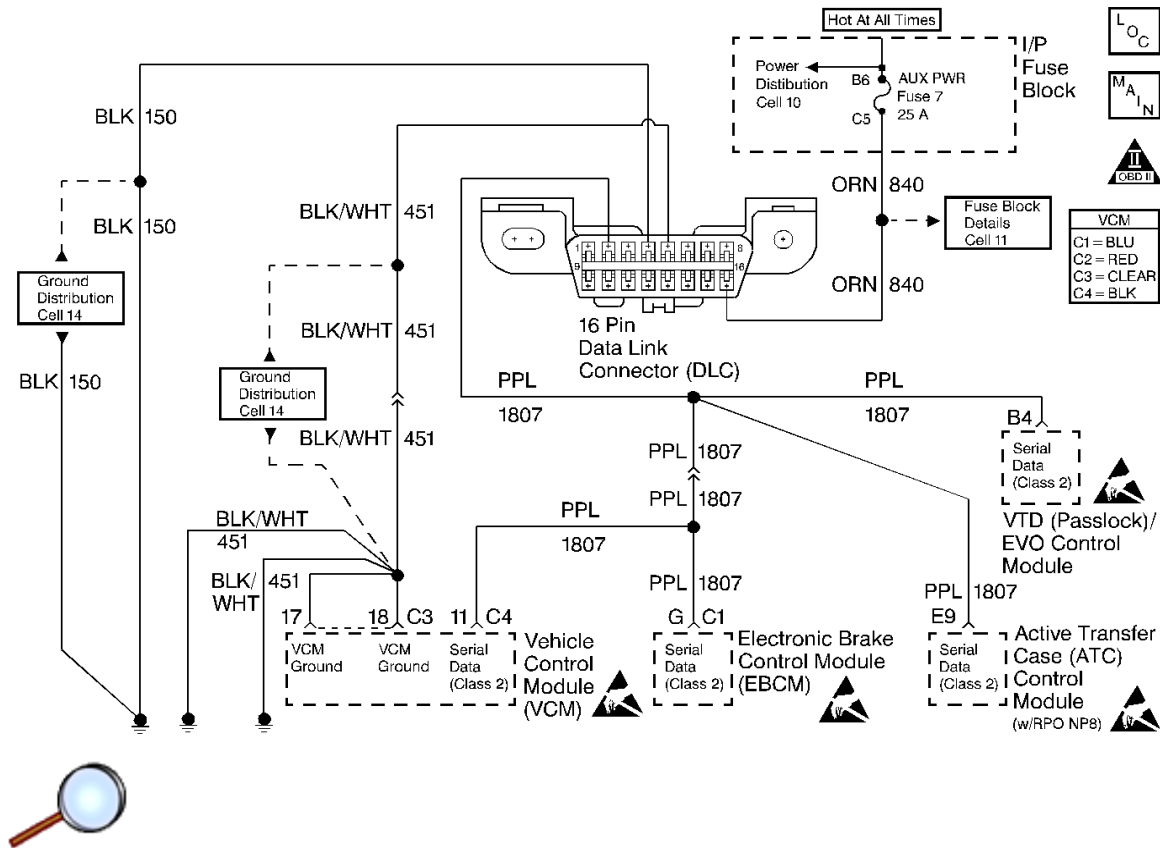 Hot At All Times
I/P
Fuse
Block
Power
Distibution
Cell 10
B6
AUX PWR
Fuse 7
25 A
C5
L
O
C
M
A
I
N
II
OBD II
VCM
C1 = BLU
C2 = RED
C3 = CLEAR
C4 = BLK
ORN 840
Fuse Block
Details
Cell 11
ORN 840
BLK 150
BLK 150
Ground
Distribution
Cell 14
BLK 150
BLK/WHT 451
BLK/WHT 451
Ground
Distribution
Cell 14
BLK/WHT 451
1
8
9
16
16 Pin
Data Link
Connector (DLC)
PPL
1807
PPL
1807
PPL 1807
PPL 1807
PPL
1807
PPL 1807
B4
Serial
Data
(Class 2)
VTD (Passlock)/
EVO Control
Module
BLK/WHT
451
BLK/
WHT
451
17
18
C3
11
C4
VCM
Ground
VCM
Ground
Serial
Data
(Class 2)
Vehicle
Control
Module
(VCM)
G
C1
Serial
Data
(Class 2)
Electronic Brake
Control Module
(EBCM)
PPL 1807
E9
Serial
Data
(Class 2)
Active Transfer
Case (ATC)
Control
Module
(w/RPO NP8)